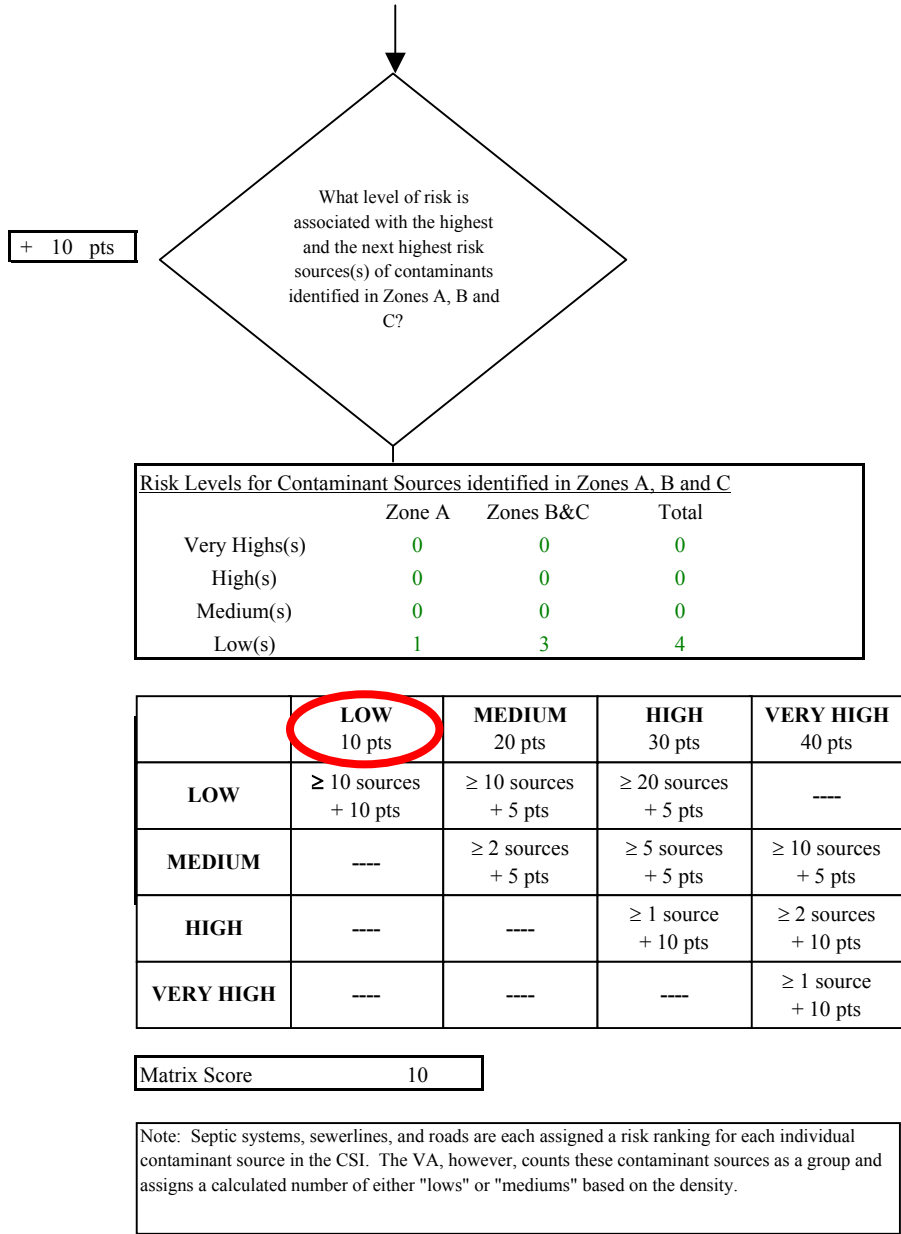 What level of risk is
associated with the highest
and the next highest risk
sources(s) of contaminants
identified in Zones A, B and
C?
+ 10 pts
Risk Levels for Contaminant Sources identified in Zones A, B and C
Zone A Zones B&C Total
Very Highs(s) 0 0 0
High(s) 0 0 0
Medium(s) 0 0 0
Low(s) 1 3 4
LOW MEDIUM HIGH VERY HIGH
10 pts 20 pts 30 pts 40 pts
LOW ≥ 10 sources ≥ 10 sources ≥ 20 sources ----
+ 10 pts + 5 pts + 5 pts
MEDIUM ---- ≥ 2 sources ≥ 5 sources ≥ 10 sources
+ 5 pts + 5 pts + 5 pts
HIGH ---- ---- ≥ 1 source ≥ 2 sources
+ 10 pts + 10 pts
VERY HIGH ---- ---- ---- ≥ 1 source
+ 10 pts
Matrix Score 10
Note: Septic systems, sewerlines, and roads are each assigned a risk ranking for each individual
contaminant source in the CSI. The VA, however, counts these contaminant sources as a group and
assigns a calculated number of either "lows" or "mediums" based on the density.